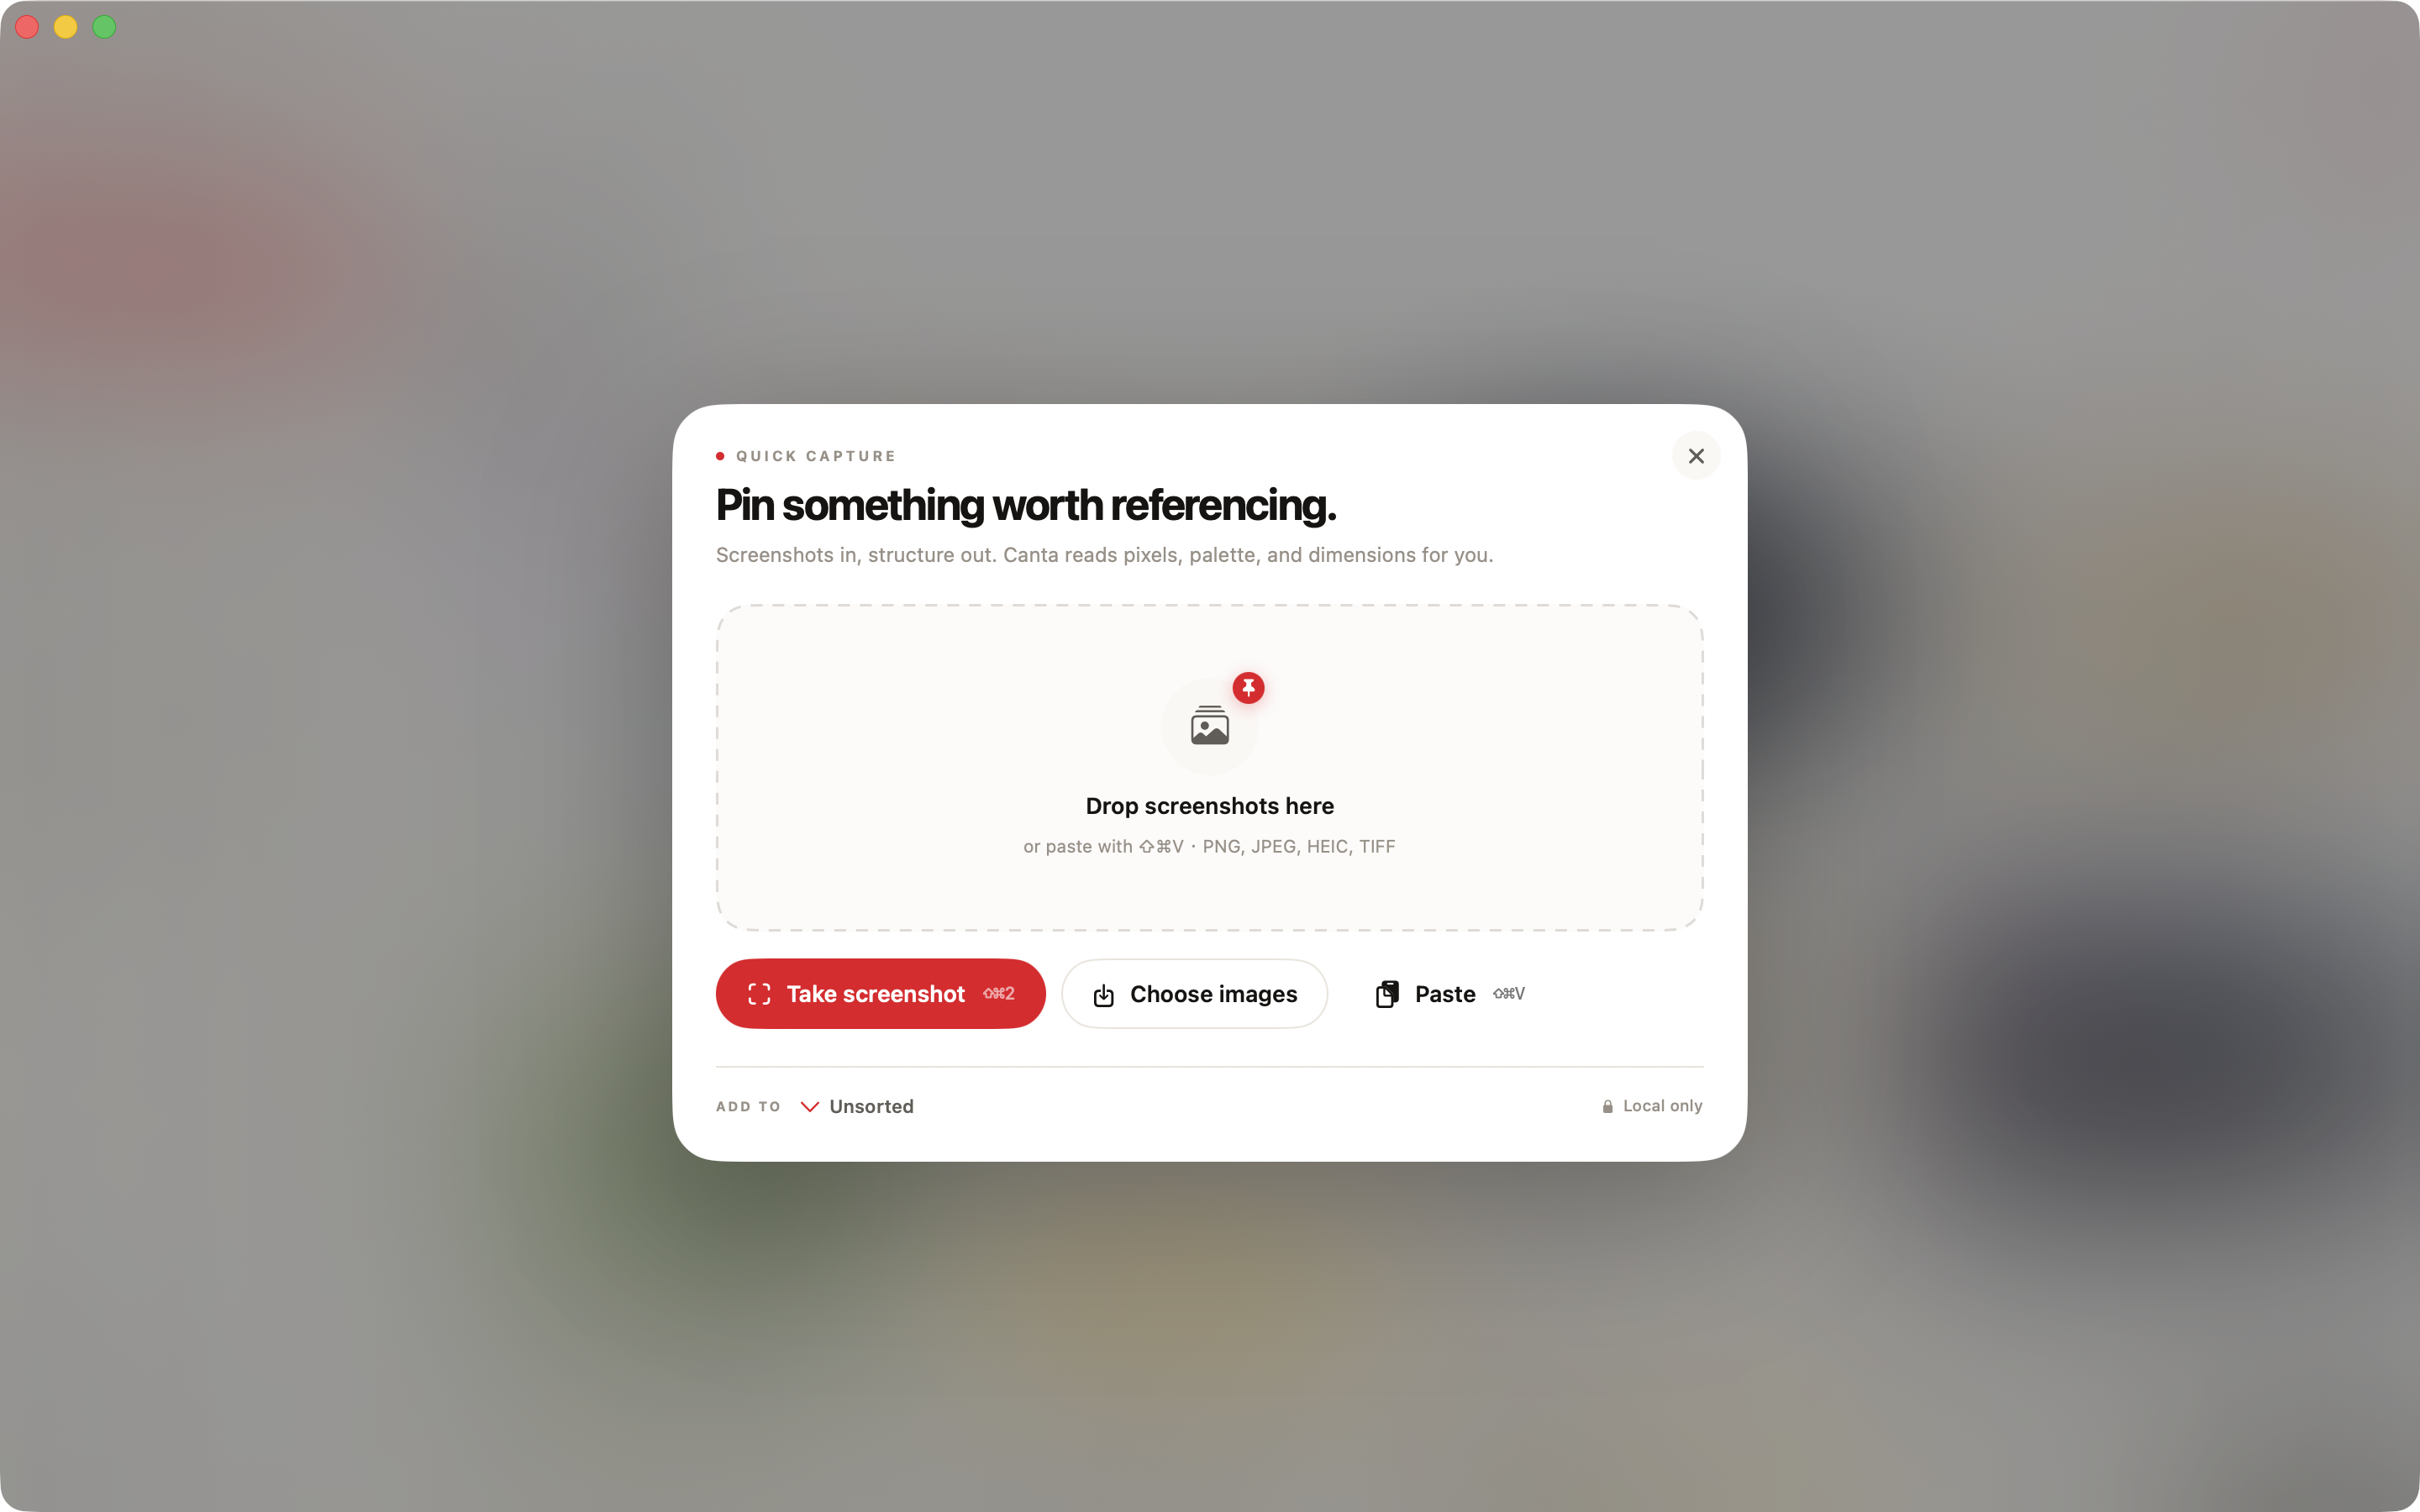 QUICK CAPTURE
Pin something worth referencing.
Screenshots in, structure out. Canta reads pixels, palette, and dimensions for you.
Drop screenshots here
or paste with ⇧⌘V · PNG, JPEG, HEIC, TIFF
Take screenshot ⇧⌘2
Choose images
Paste ⇧⌘V
ADD TO Unsorted
Local only